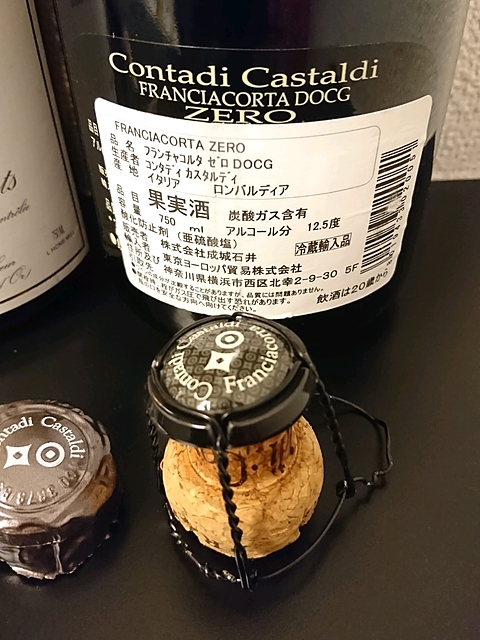 Contadi Castaldi
FRANCIACORTA DOCG
ZERO
FRANCIACORTA ZERO
品 名 フランチャコルタ ゼロ DOCG
生産者 コンタディ カスタルディ
産 地 イタリア ロンバルディア
品 目 果実酒 炭酸ガス含有
容 量 750 ml アルコール分 12.5度
酸化防止剤 (亜硫酸塩)
株式会社成城石井 冷蔵輸入品
東京ヨーロッパ貿易株式会社
神奈川県横浜市西区北幸2-9-30 5F
飲酒は20歳から
Contadi Castaldi
Franciacorta
ntadi Castaldi